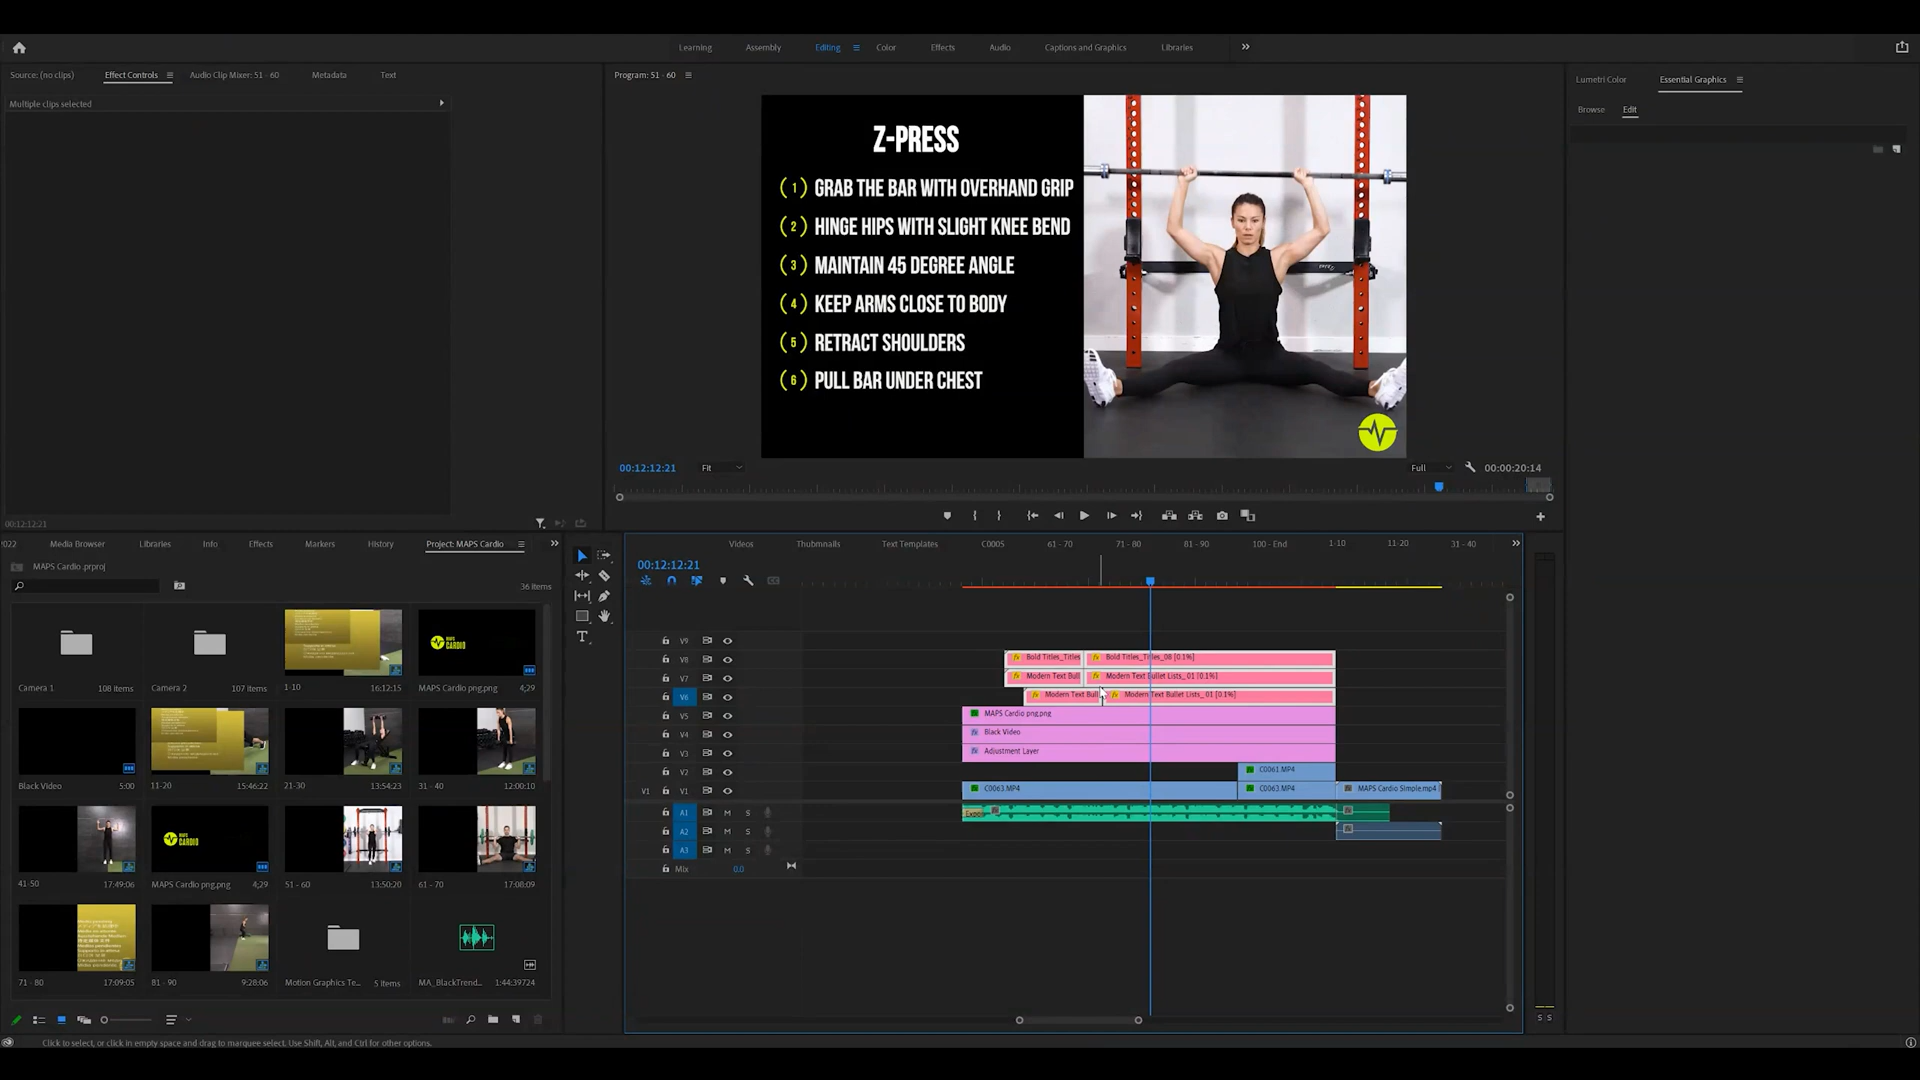 Learning
Assembly
Editing
Color
Effects
Audio
Captions and Graphics
Libraries
Source: (no clips)
Effect Controls
Audio Clip Mixer: 51 - 60
Metadata
Text
Program: 51 - 60
Lumetri Color
Essential Graphics
Multiple clips selected
Browse
Edit
Z-PRESS
(1) GRAB THE BAR WITH OVERHAND GRIP
(2) HINGE HIPS WITH SLIGHT KNEE BEND
(3) MAINTAIN 45 DEGREE ANGLE
(4) KEEP ARMS CLOSE TO BODY
(5) RETRACT SHOULDERS
(6) PULL BAR UNDER CHEST
00:12:12:21
Fit
Full
00:00:20:14
00:12:12:21
2022
Media Browser
Libraries
Info
Effects
Markers
History
Project: MAPS Cardio
MAPS Cardio .prproj
36 items
Camera 1
108 items
Camera 2
107 items
1-10
16:12:15
MAPS
CARDIO
MAPS Cardio png.png
4;29
Black Video
5:00
11-20
15:46:22
21-30
13:54:23
31 - 40
12:00:10
41-50
17:49:06
MAPS
CARDIO
MAPS Cardio png.png
4;29
51 - 60
13:50:20
61 - 70
17:08:09
71 - 80
17:09:05
81 - 90
9:28:06
Motion Graphics Te...
5 items
MA_BlackTrend...
1:44:39724
Videos
Thumbnails
Text Templates
C0005
61 - 70
71 - 80
81 - 90
100 - End
1-10
11-20
31 - 40
00:12:12:21
V9
V8
Bold Titles_Titles
Bold Titles_Titles_08 [0.1%]
V7
Modern Text Bull
Modern Text Bullet Lists_ 01 [0.1%]
V6
Modern Text Bull
Modern Text Bullet Lists_ 01 [0.1%]
V5
MAPS Cardio png.png
V4
Black Video
V3
Adjustment Layer
V2
C0061.MP4
V1
V1
C0063.MP4
C0063.MP4
MAPS Cardio Simple.mp4
A1
M
S
A2
M
S
A3
M
S
Mix
0.0
S S
Click to select, or click in empty space and drag to marquee select. Use Shift, Alt, and Ctrl for other options.